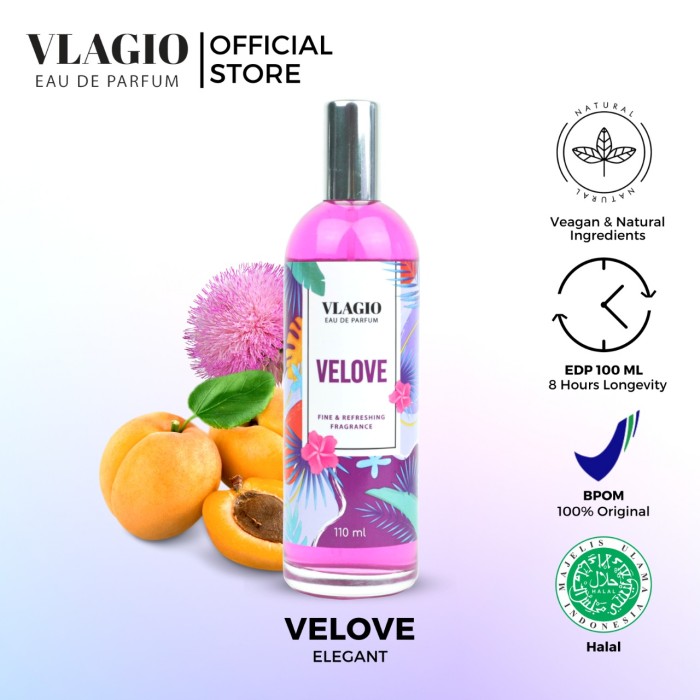 VLAGIO
EAU DE PARFUM
OFFICIAL
STORE
NATURAL
NATURAL
Veagan & Natural
Ingredients
EDP 100 ML
8 Hours Longevity
BPOM
100% Original
MAJELIS ULAMA
INDONESIA
حلال
HALAL
Halal
VLAGIO
EAU DE PARFUM
VELOVE
FINE & REFRESHING
FRAGRANCE
110 ml
VELOVE
ELEGANT